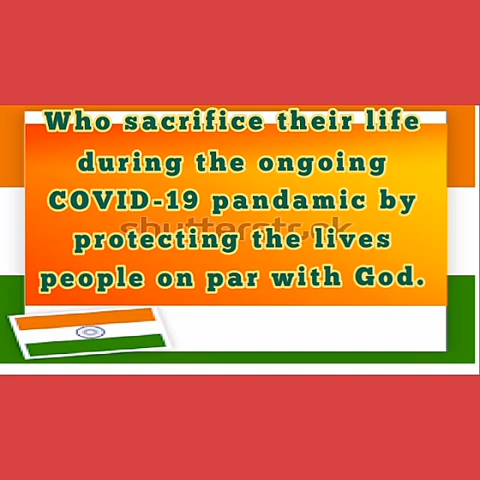 Who sacrifice their life
during the ongoing
COVID-19 pandamic by
shutterstock
protecting the lives
people on par with God.